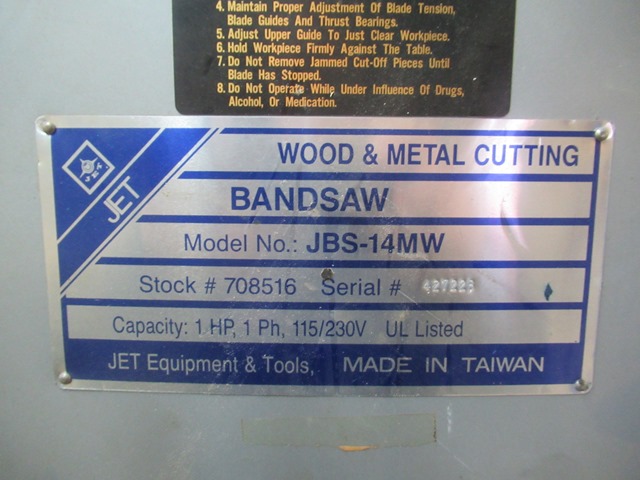 4. Maintain Proper Adjustment Of Blade Tension,
Blade Guides And Thrust Bearings.
5. Adjust Upper Guide To Just Clear Workpiece.
6. Hold Workpiece Firmly Against The Table.
7. Do Not Remove Jammed Cut-Off Pieces Until
Blade Has Stopped.
8. Do Not Operate While Under Influence Of Drugs,
Alcohol, Or Medication.
JET
JET
WOOD & METAL CUTTING
BANDSAW
Model No.: JBS-14MW
Stock # 708516 Serial # 427223
Capacity: 1 HP, 1 Ph, 115/230V UL Listed
JET Equipment & Tools, MADE IN TAIWAN